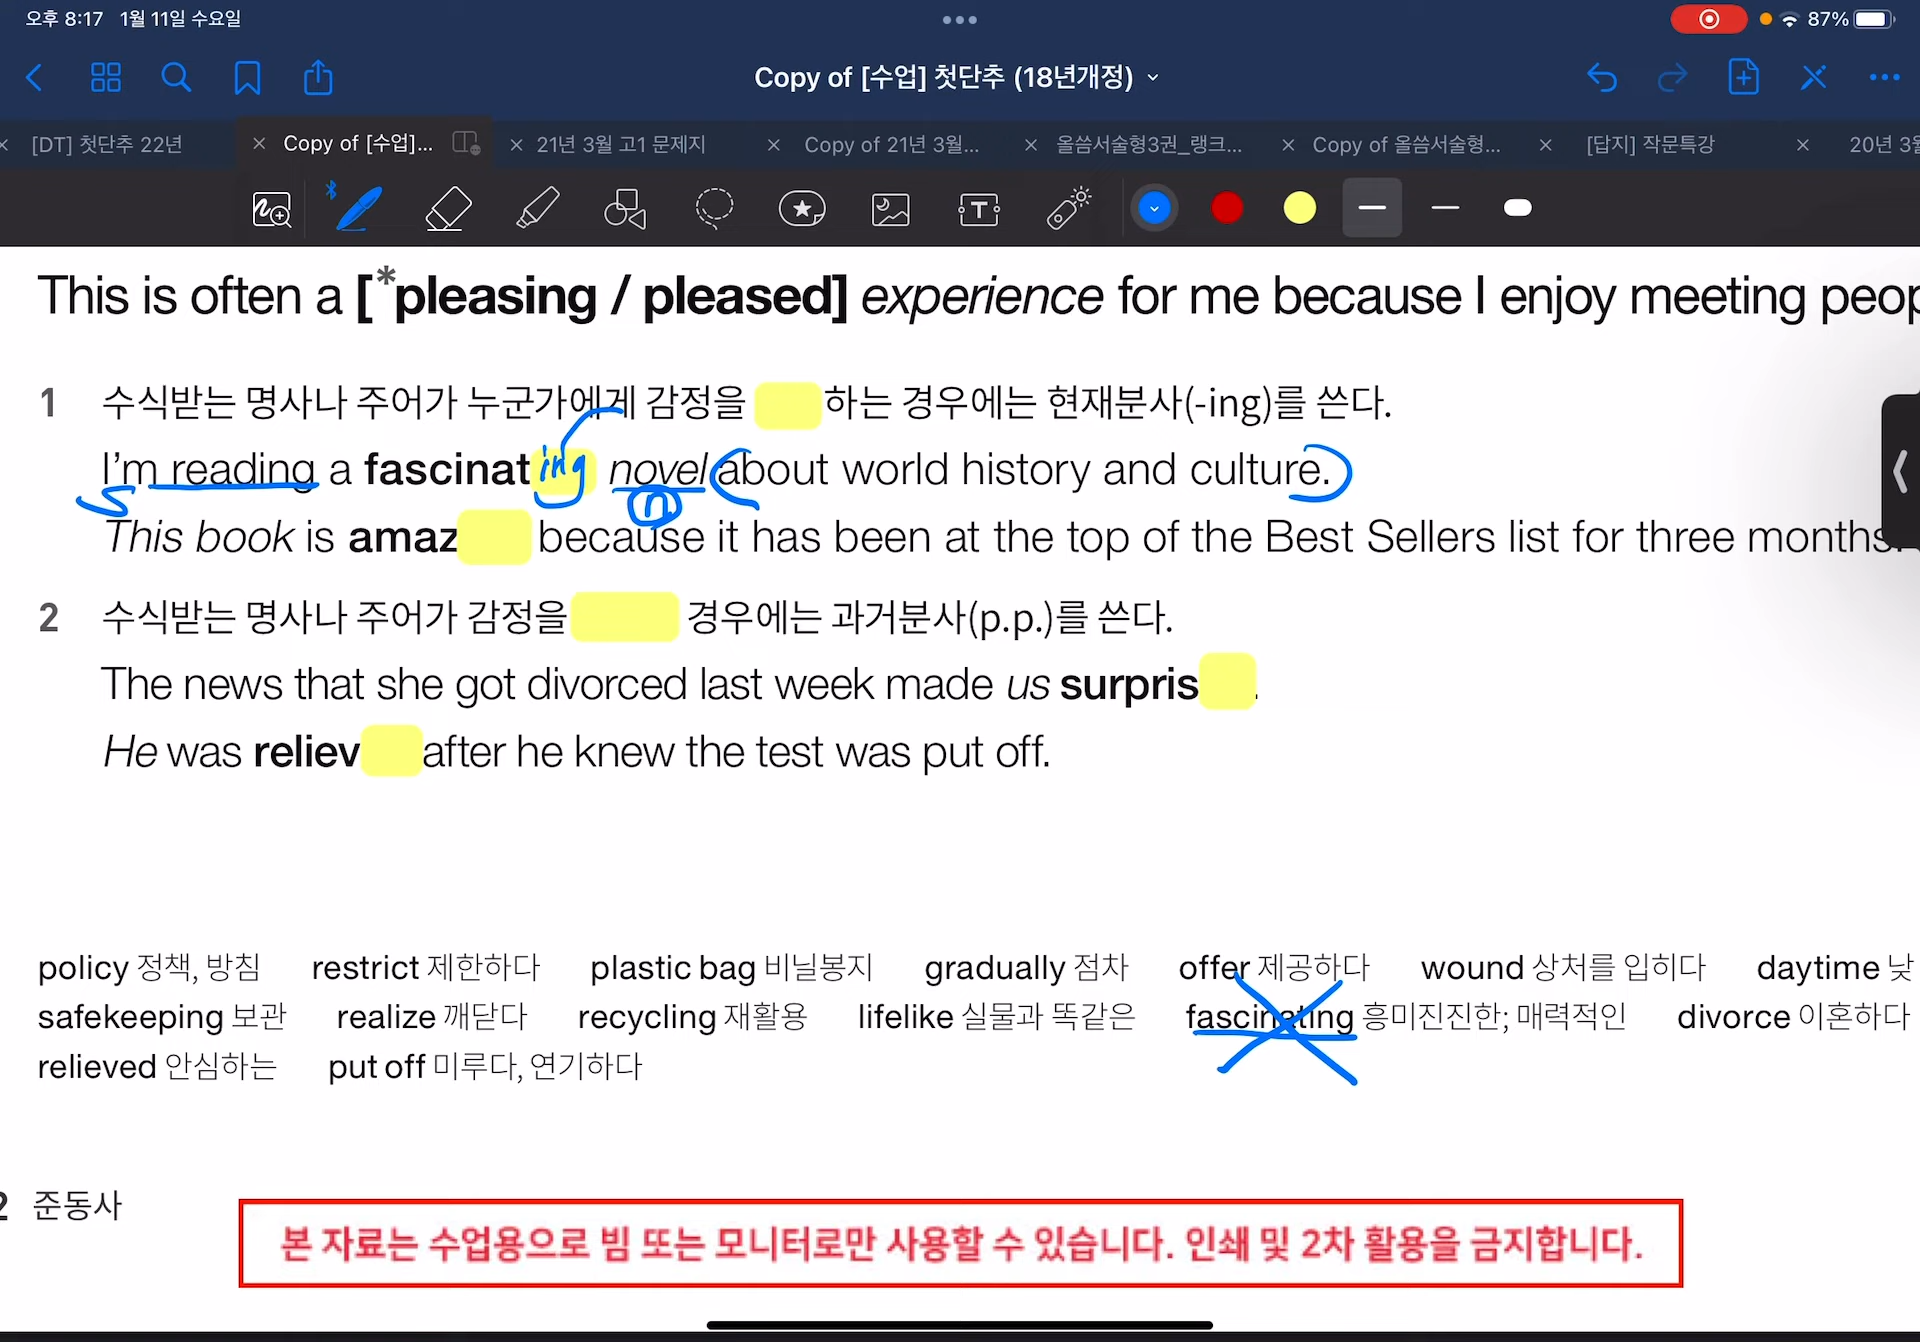 오후 8:17 1월 11일 수요일
87%
Copy of [수업] 첫단추 (18년개정)
[DT] 첫단추 22년
Copy of [수업]...
21년 3월 고1 문제지
Copy of 21년 3월...
올씀서술형3권_랭크...
Copy of 올씀서술형...
[답지] 작문특강
20년 3월
This is often a [*pleasing / pleased] experience for me because I enjoy meeting peop
1 수식받는 명사나 주어가 누군가에게 감정을 하는 경우에는 현재분사(-ing)를 쓴다.
I'm reading a fascinating novel about world history and culture.
n
This book is amaz because it has been at the top of the Best Sellers list for three months.
2 수식받는 명사나 주어가 감정을 경우에는 과거분사(p.p.)를 쓴다.
The news that she got divorced last week made us surpris .
He was reliev after he knew the test was put off.
policy 정책, 방침 restrict 제한하다 plastic bag 비닐봉지 gradually 점차 offer 제공하다 wound 상처를 입히다 daytime 낮
safekeeping 보관 realize 깨닫다 recycling 재활용 lifelike 실물과 똑같은 fascinating 흥미진진한; 매력적인 divorce 이혼하다
relieved 안심하는 put off 미루다, 연기하다
2 준동사
본 자료는 수업용으로 빔 또는 모니터로만 사용할 수 있습니다. 인쇄 및 2차 활용을 금지합니다.